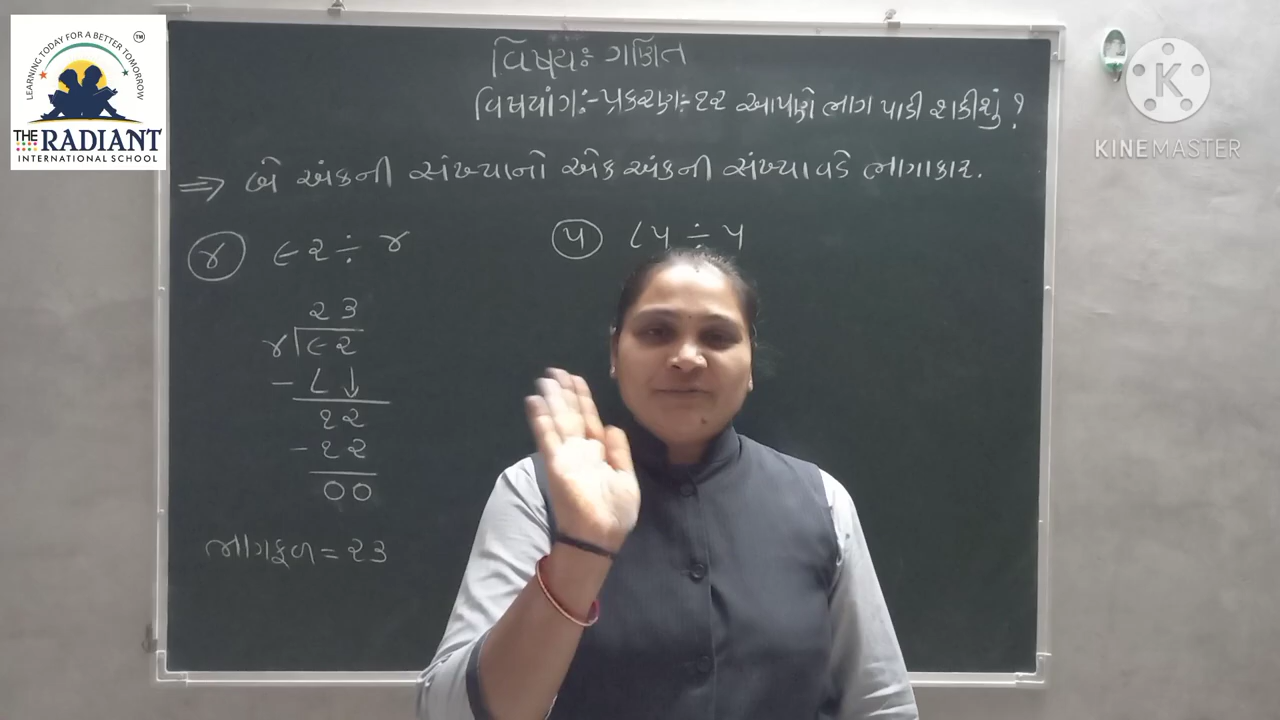 LEARNING TODAY FOR A BETTER TOMORROW
TM
THE RADIANT
INTERNATIONAL SCHOOL
K
KINEMASTER
વિષયઃ ગણિત
વિષયાંગ:- પ્રકરણ:- ૧૨ આપણે ભાગ પાડી શકીશું ?
⇒ બે અંકની સંખ્યાનો એક અંકની સંખ્યા વડે ભાગાકાર.
૪ ૯૨ ÷ ૪
૨૩
૪ ૯૨
- ૮ ↓
૧૨
- ૧૨
૦૦
ભાગફળ = ૨૩
૫ ૮૫ ÷ ૫